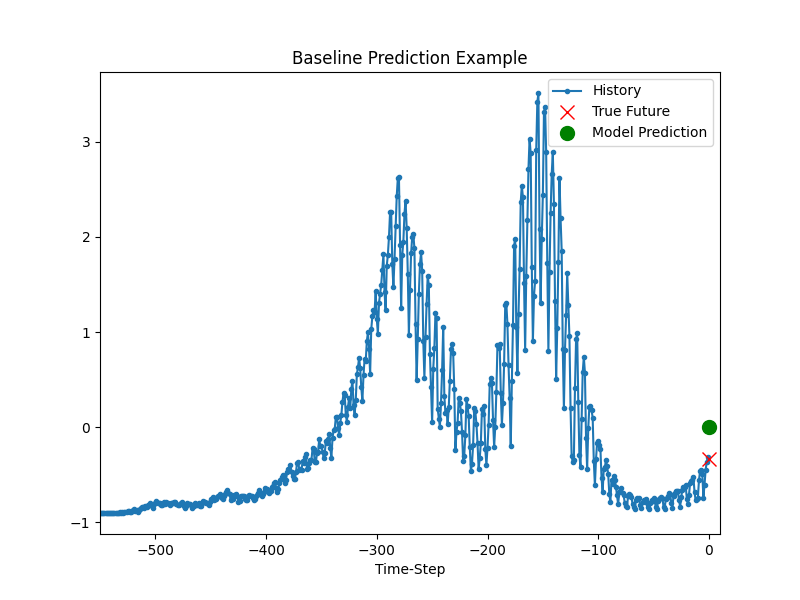 Baseline Prediction Example
History
True Future
Model Prediction
3
2
1
0
−1
−500
−400
−300
−200
−100
0
Time-Step